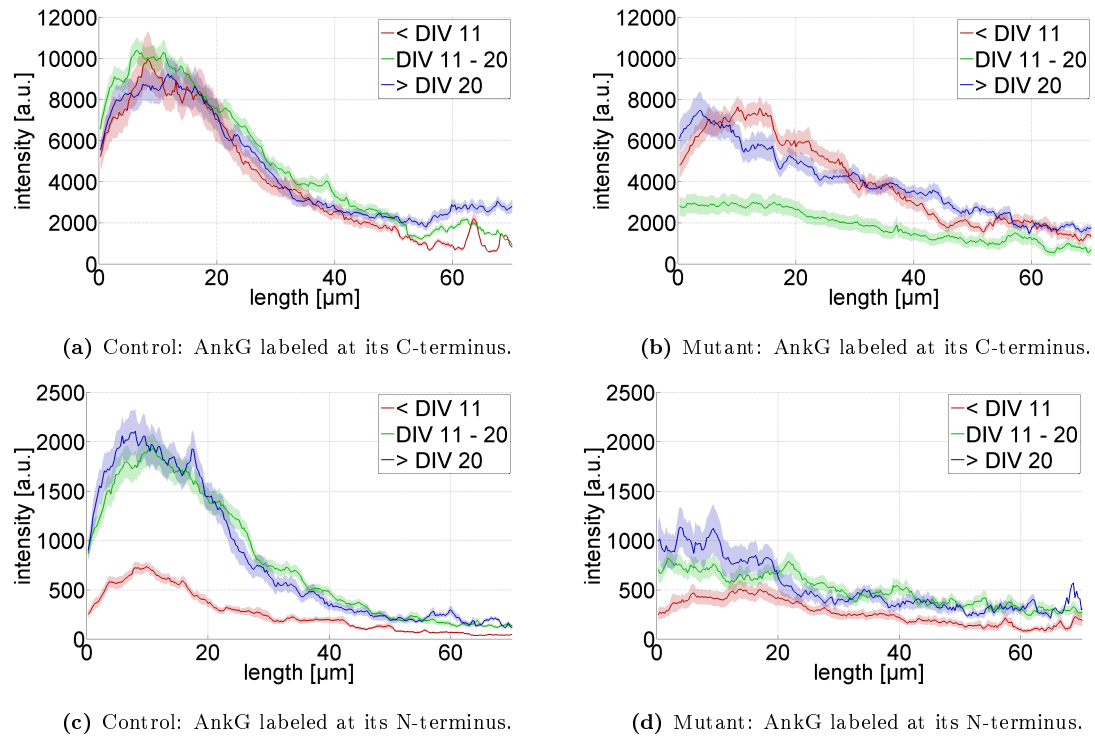 12000
10000
8000
6000
4000
2000
0
intensity [a.u.]
< DIV 11
DIV 11 - 20
> DIV 20
0 20 40 60
length [µm]
(a) Control: AnkG labeled at its C-terminus.
12000
10000
8000
6000
4000
2000
0
intensity [a.u.]
< DIV 11
DIV 11 - 20
> DIV 20
0 20 40 60
length [µm]
(b) Mutant: AnkG labeled at its C-terminus.
2500
2000
1500
1000
500
0
intensity [a.u.]
< DIV 11
DIV 11 - 20
> DIV 20
0 20 40 60
length [µm]
(c) Control: AnkG labeled at its N-terminus.
2500
2000
1500
1000
500
0
intensity [a.u.]
< DIV 11
DIV 11 - 20
> DIV 20
0 20 40 60
length [µm]
(d) Mutant: AnkG labeled at its N-terminus.